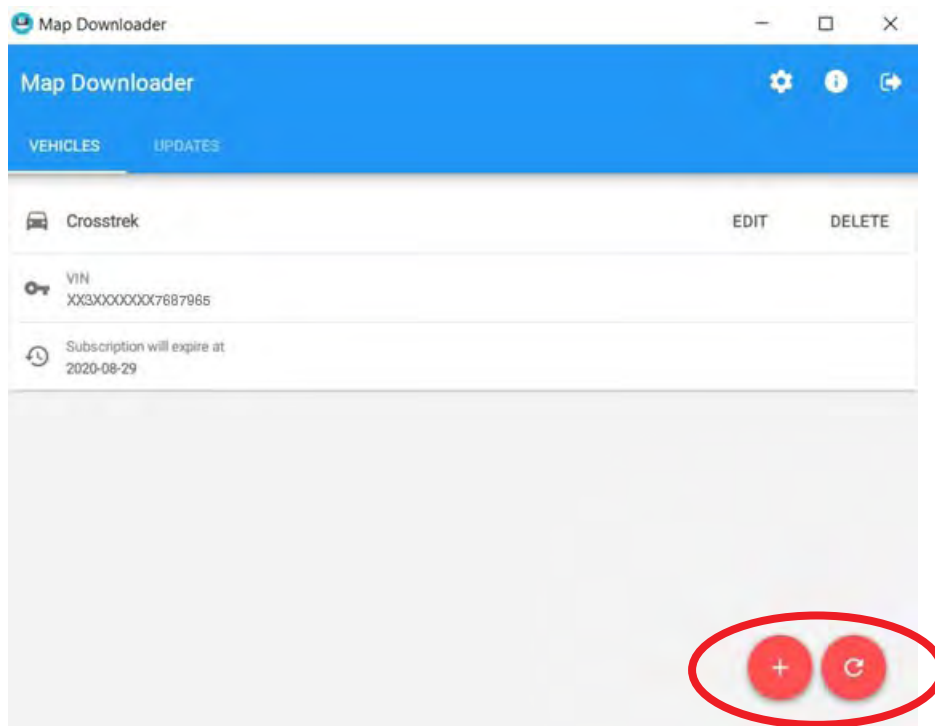 Map Downloader
Map Downloader
VEHICLES UPDATES
Crosstrek EDIT DELETE
VIN
XX3XXXXXXX7687965
Subscription will expire at
2020-08-29